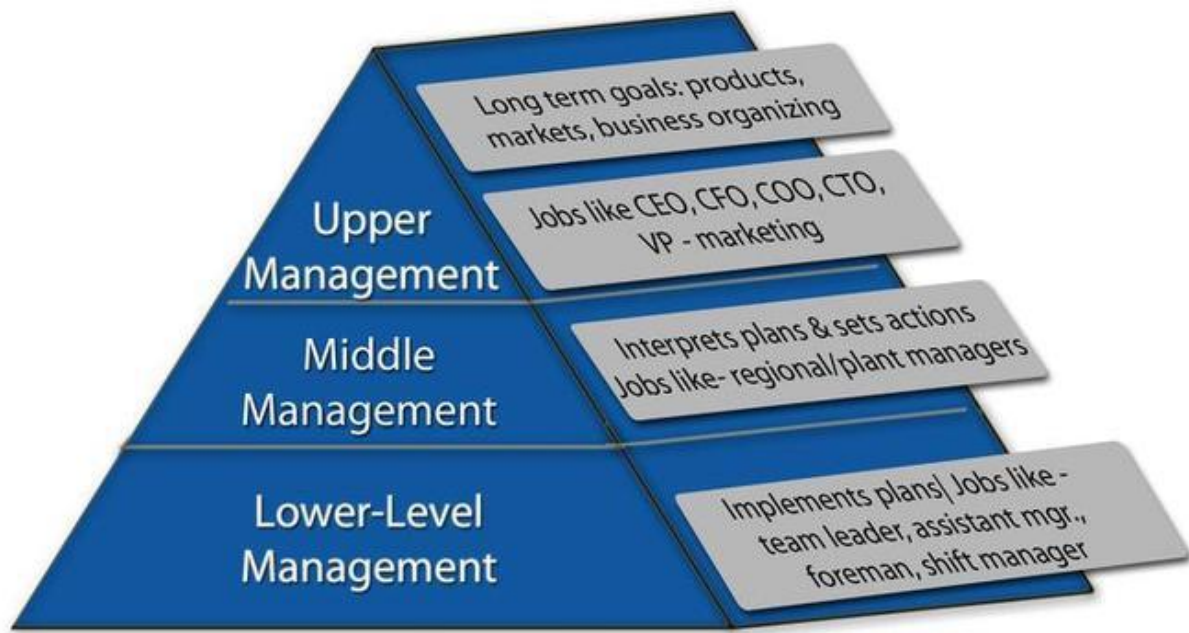 Long term goals: products,
markets, business organizing
Jobs like CEO, CFO, COO, CTO,
VP - marketing
Upper
Management
Interprets plans & sets actions
Jobs like- regional/plant managers
Middle
Management
Implements plans| Jobs like -
team leader, assistant mgr.,
foreman, shift manager
Lower-Level
Management